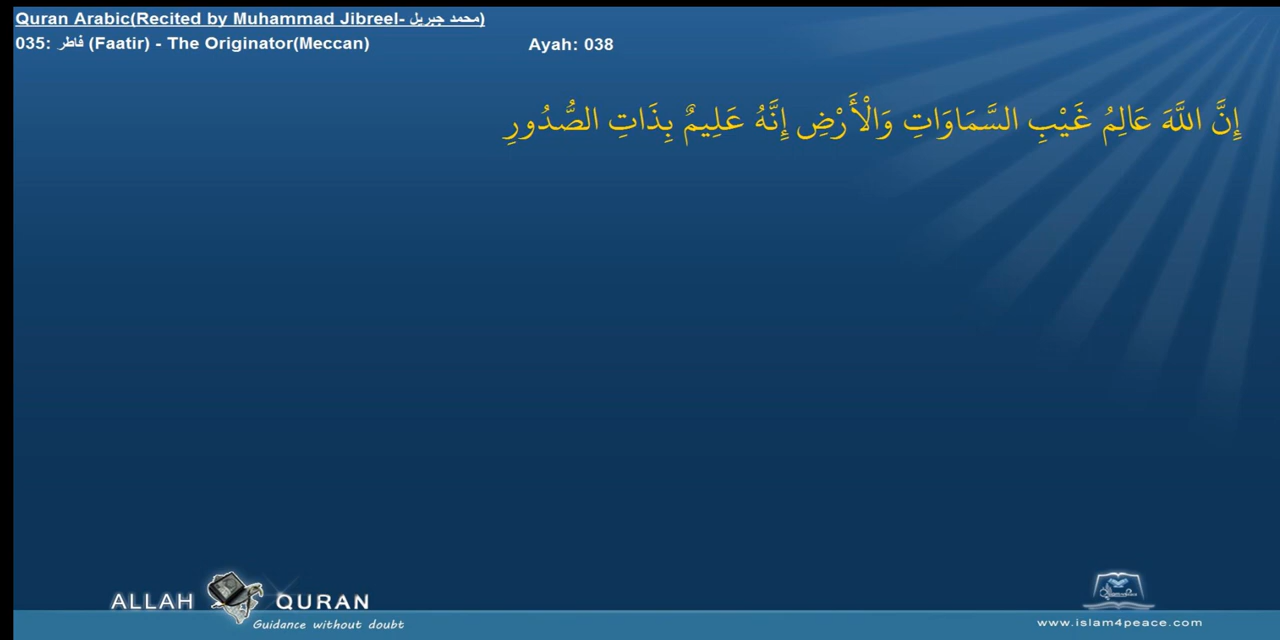 Quran Arabic(Recited by Muhammad Jibreel- محمد جبريل)
035: فاطر (Faatir) - The Originator(Meccan) Ayah: 038
إِنَّ اللَّهَ عَالِمُ غَيْبِ السَّمَاوَاتِ وَالْأَرْضِ إِنَّهُ عَلِيمٌ بِذَاتِ الصُّدُورِ
ALLAH QURAN
Guidance without doubt
www.islam4peace.com